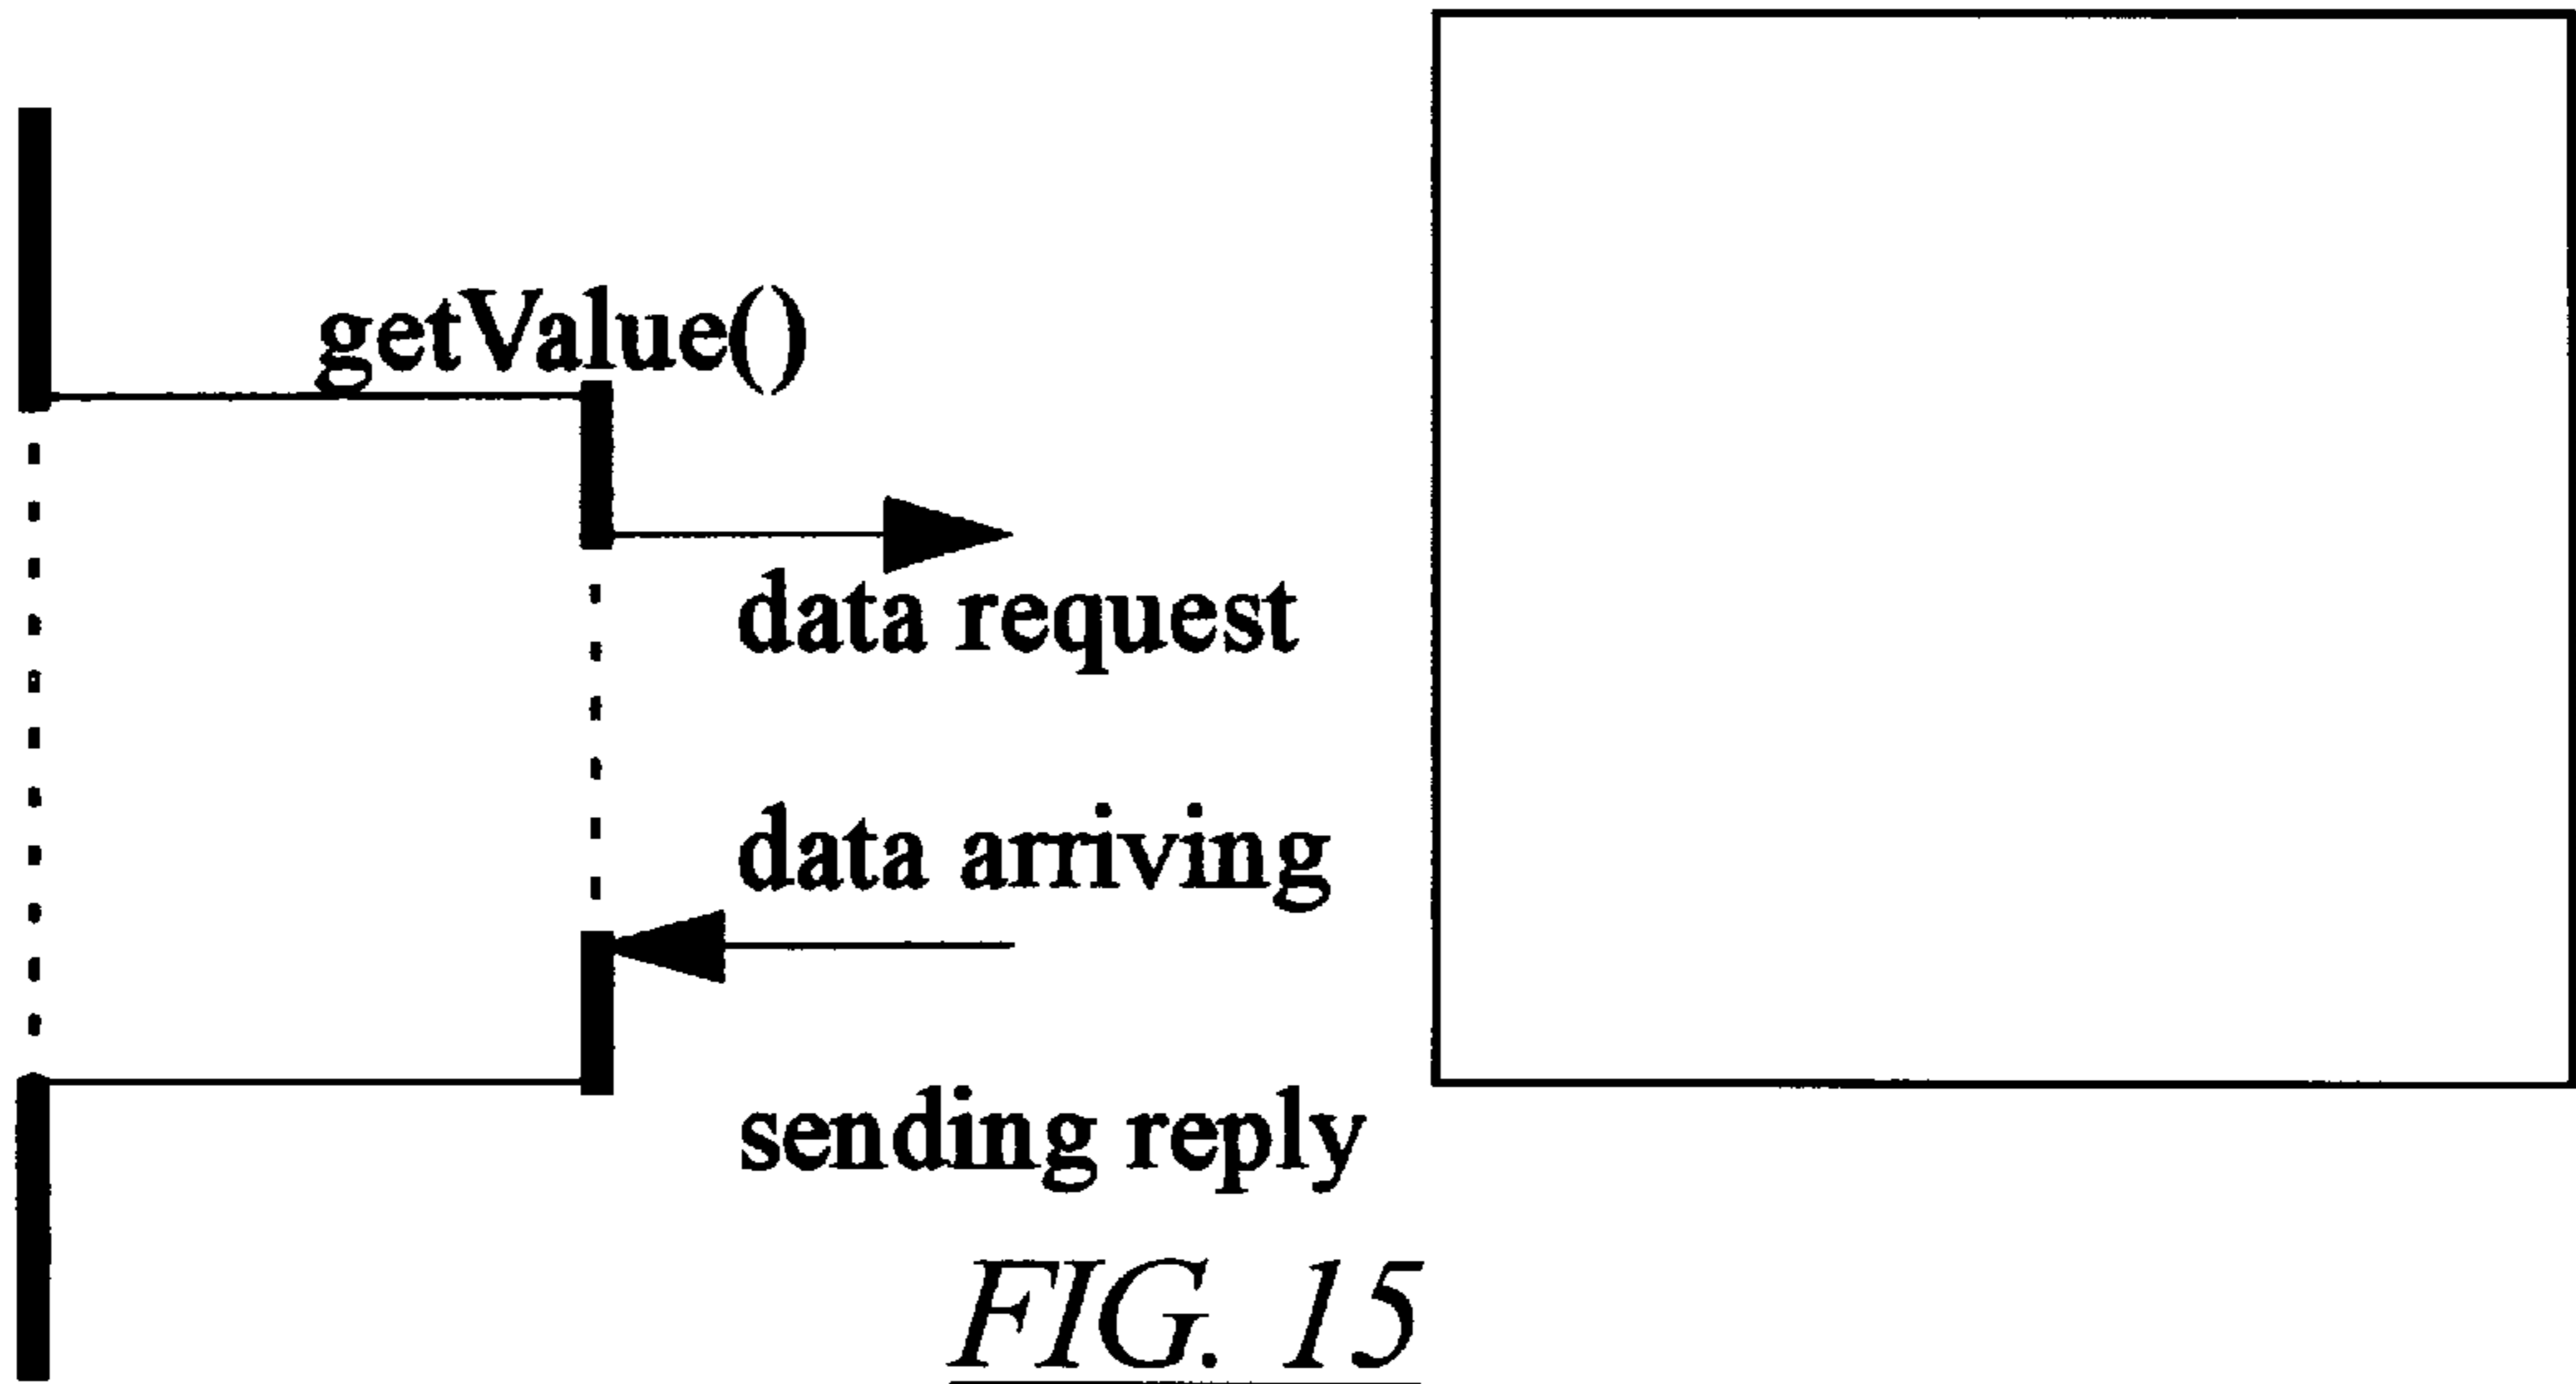 getValue()
data request
data arriving
sending reply
FIG. 15